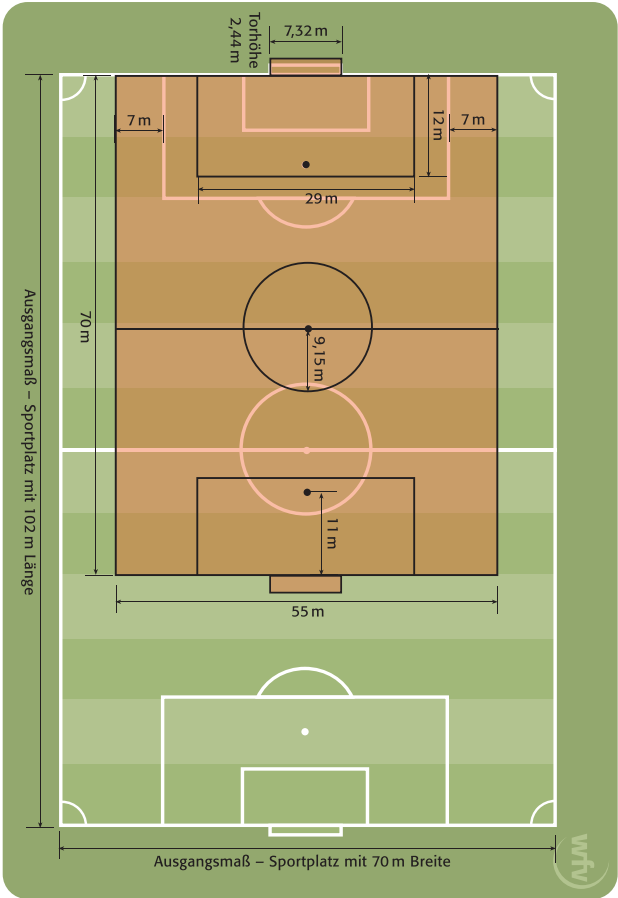 Torhöhe
2,44 m
7,32 m
7 m
12 m
7 m
29 m
70 m
9,15 m
11 m
55 m
Ausgangsmaß – Sportplatz mit 102 m Länge
Ausgangsmaß – Sportplatz mit 70 m Breite
wfv